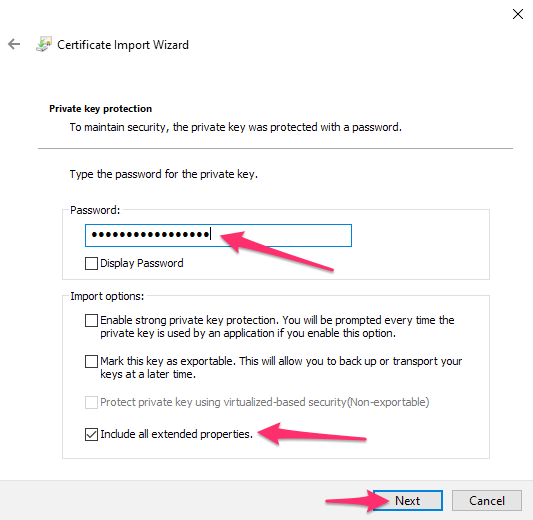 Certificate Import Wizard
Private key protection
To maintain security, the private key was protected with a password.
Type the password for the private key.
Password:
•••••••••••••••••
Display Password
Import options:
Enable strong private key protection. You will be prompted every time the
private key is used by an application if you enable this option.
Mark this key as exportable. This will allow you to back up or transport your
keys at a later time.
Protect private key using virtualized-based security(Non-exportable)
Include all extended properties.
Next
Cancel